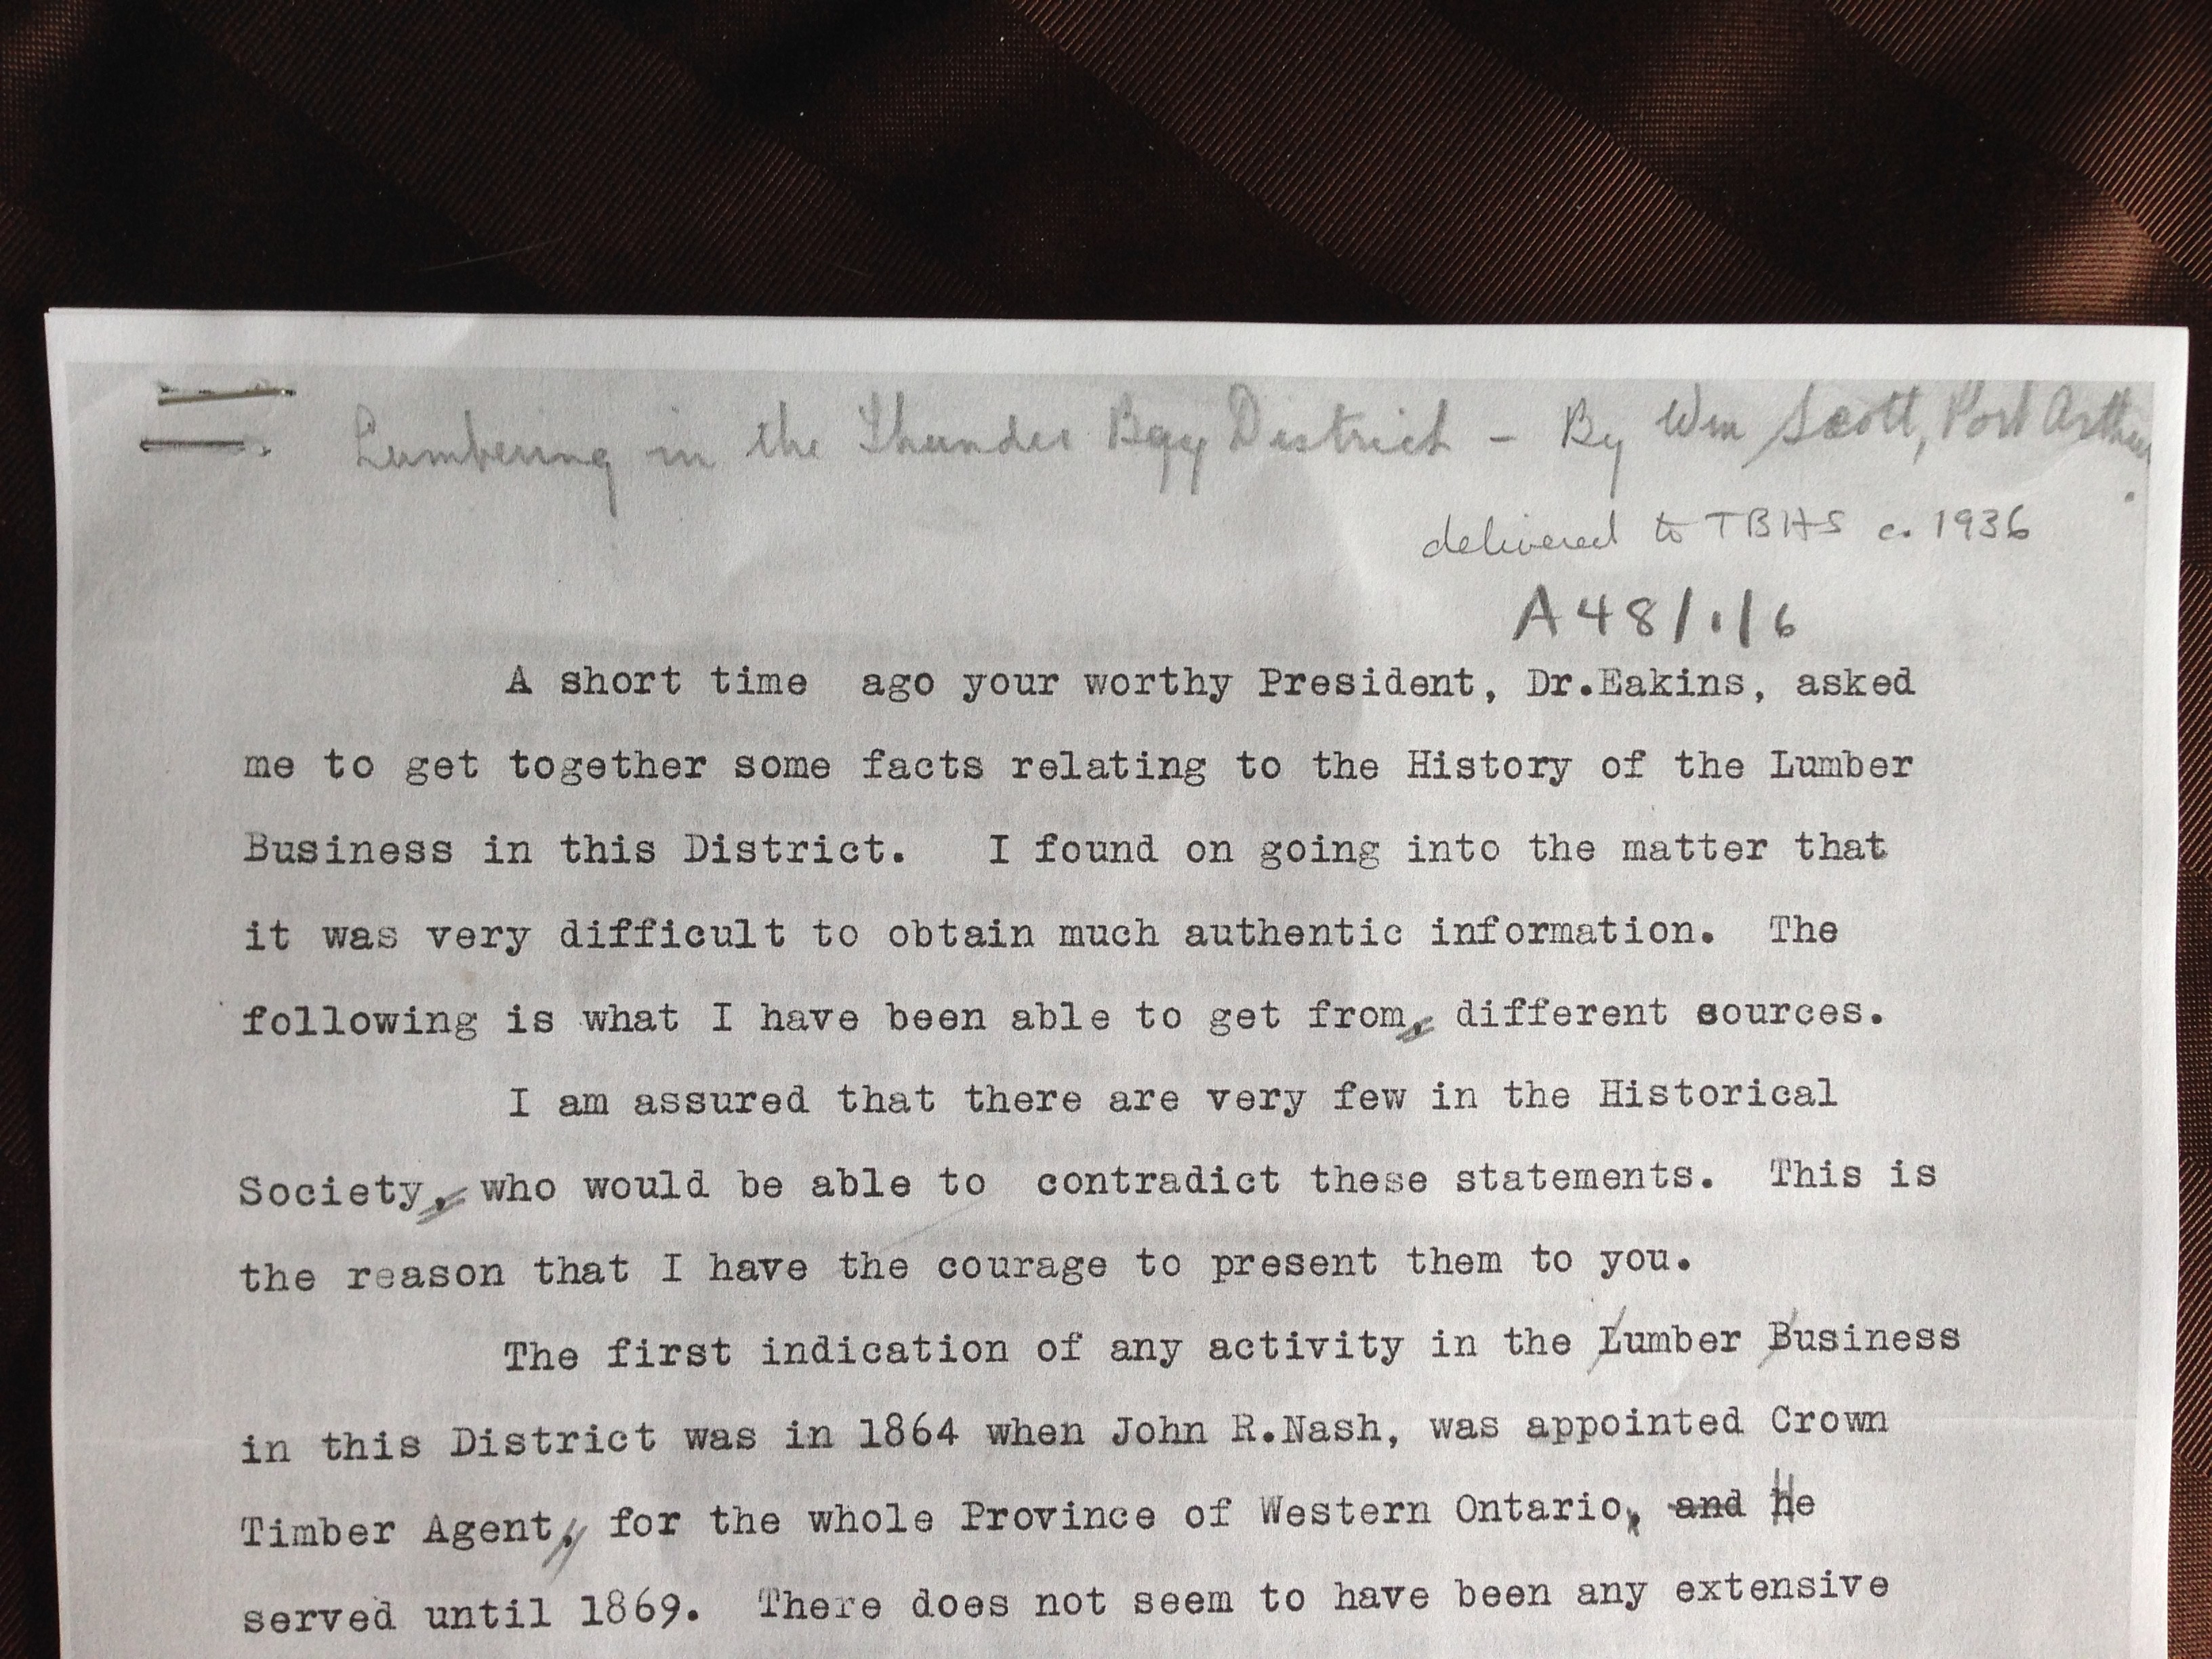 Lumbering in the Thunder Bay District - By Wm Scott, Port Arthur.
delivered to TBHS c. 1936
A48/1/6
A short time ago your worthy President, Dr.Eakins, asked
me to get together some facts relating to the History of the Lumber
Business in this District. I found on going into the matter that
it was very difficult to obtain much authentic information. The
following is what I have been able to get from, different sources.
I am assured that there are very few in the Historical
Society, who would be able to contradict these statements. This is
the reason that I have the courage to present them to you.
The first indication of any activity in the Lumber Business
in this District was in 1864 when John R.Nash, was appointed Crown
Timber Agent, for the whole Province of Western Ontario, and He
served until 1869. There does not seem to have been any extensive